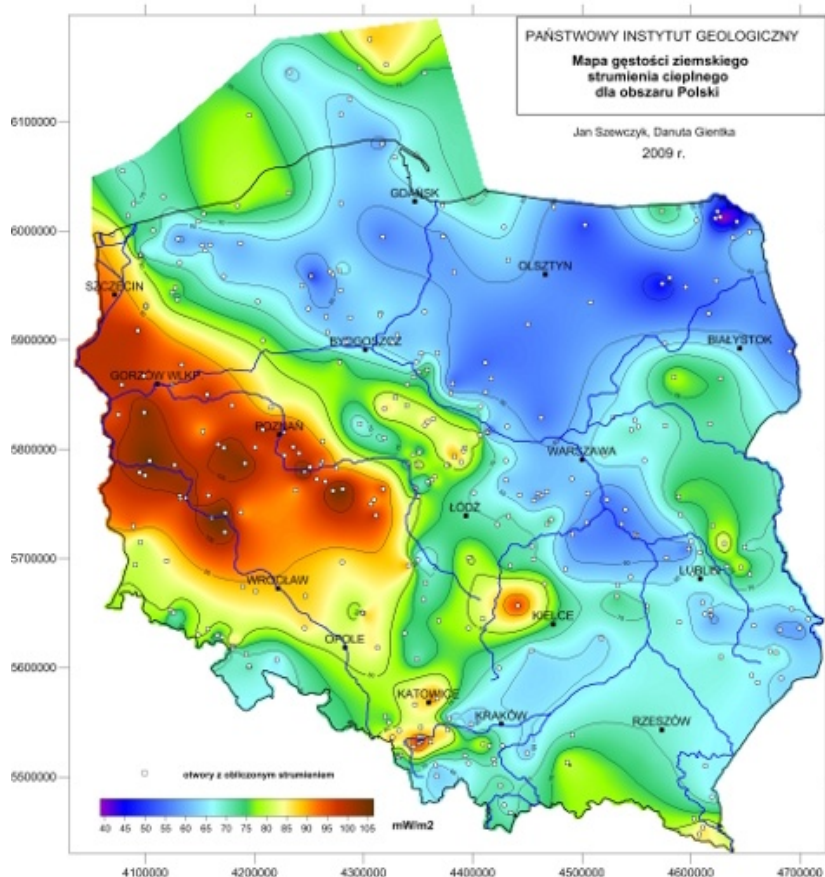 PAŃSTWOWY INSTYTUT GEOLOGICZNY
Mapa gęstości ziemskiego
strumienia cieplnego
dla obszaru Polski
Jan Szewczyk, Danuta Gientka
2009 r.
6100000
6000000
5900000
5800000
5700000
5600000
5500000
GDAŃSK
OLSZTYN
SZCZECIN
BYDGOSZCZ
BIAŁYSTOK
GORZÓW WLKP.
POZNAŃ
WARSZAWA
ŁÓDŹ
WROCŁAW
LUBLIN
KIELCE
OPOLE
KATOWICE
KRAKÓW
RZESZÓW
otwory z obliczonym strumieniem
mW/m2
40 45 50 55 60 65 70 75 80 85 90 95 100 105
4100000 4200000 4300000 4400000 4500000 4600000 4700000